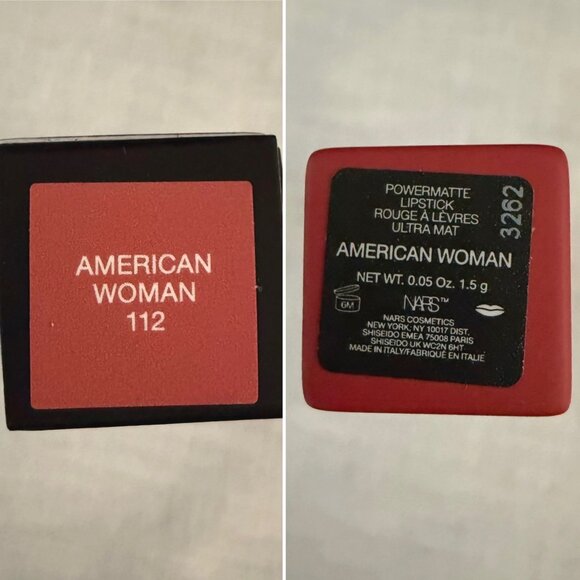 AMERICAN
WOMAN
112
POWERMATTE
LIPSTICK
ROUGE À LÈVRES
ULTRA MAT
3262
AMERICAN WOMAN
NET WT. 0.05 Oz. 1.5 g
6M
NARS™
NARS COSMETICS
NEW YORK, NY 10017 DIST.
SHISEIDO EMEA 75008 PARIS
SHISEIDO UK WC2N 6HT
MADE IN ITALY/FABRIQUÉ EN ITALIE